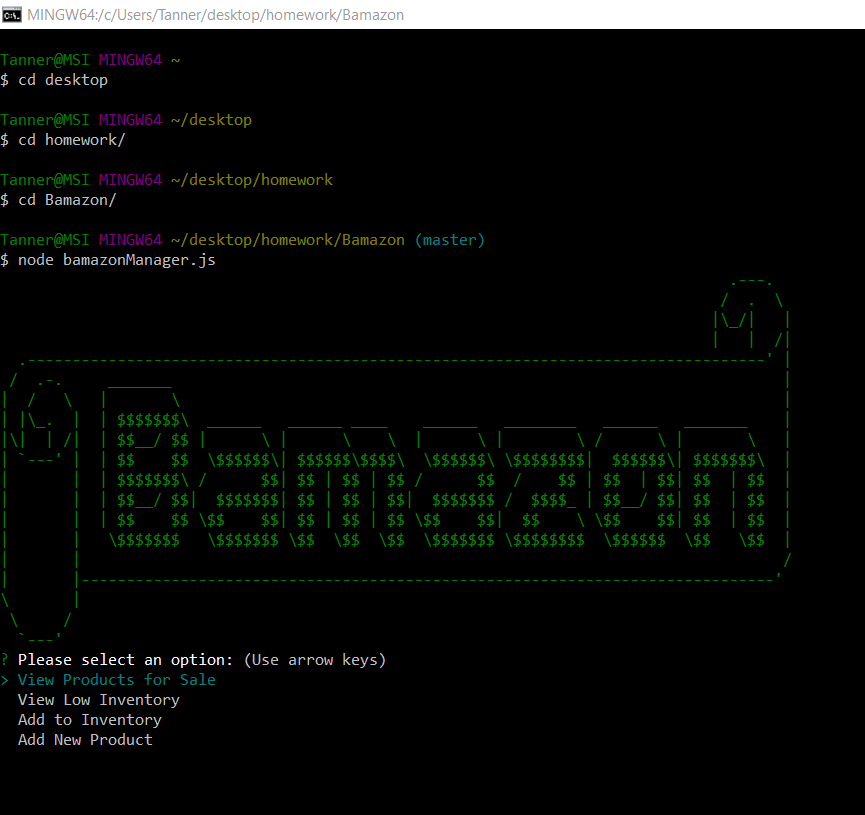 MINGW64:/c/Users/Tanner/desktop/homework/Bamazon
Tanner@MSI MINGW64 ~
$ cd desktop
Tanner@MSI MINGW64 ~/desktop
$ cd homework/
Tanner@MSI MINGW64 ~/desktop/homework
$ cd Bamazon/
Tanner@MSI MINGW64 ~/desktop/homework/Bamazon (master)
$ node bamazonManager.js
Bamazon
? Please select an option: (Use arrow keys)
> View Products for Sale
View Low Inventory
Add to Inventory
Add New Product